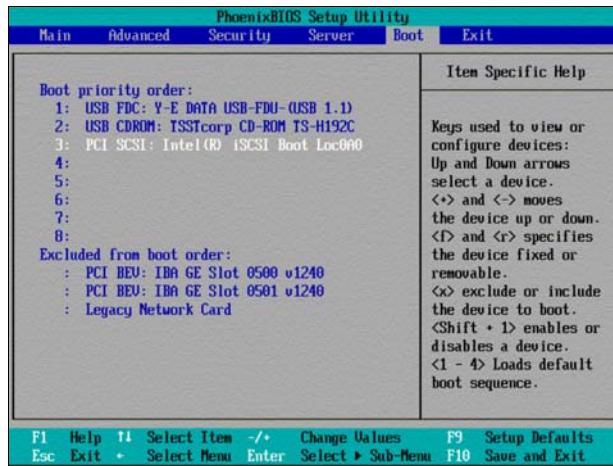 PhoenixBIOS Setup Utility
Main Advanced Security Server Boot Exit
Boot priority order:
1: USB FDC: Y-E DATA USB-FDU-(USB 1.1)
2: USB CDROM: TSSTcorp CD-ROM TS-H192C
3: PCI SCSI: Intel(R) iSCSI Boot Loc0A0
4:
5:
6:
7:
8:
Excluded from boot order:
: PCI BEV: IBA GE Slot 0500 v1240
: PCI BEV: IBA GE Slot 0501 v1240
: Legacy Network Card
Item Specific Help
Keys used to view or
configure devices:
Up and Down arrows
select a device.
<+> and <-> moves
the device up or down.
<f> and <r> specifies
the device fixed or
removable.
<x> exclude or include
the device to boot.
<Shift + 1> enables or
disables a device.
<1 - 4> Loads default
boot sequence.
F1 Help ↑↓ Select Item -/+ Change Values F9 Setup Defaults
Esc Exit ← Select Menu Enter Select ▶ Sub-Menu F10 Save and Exit